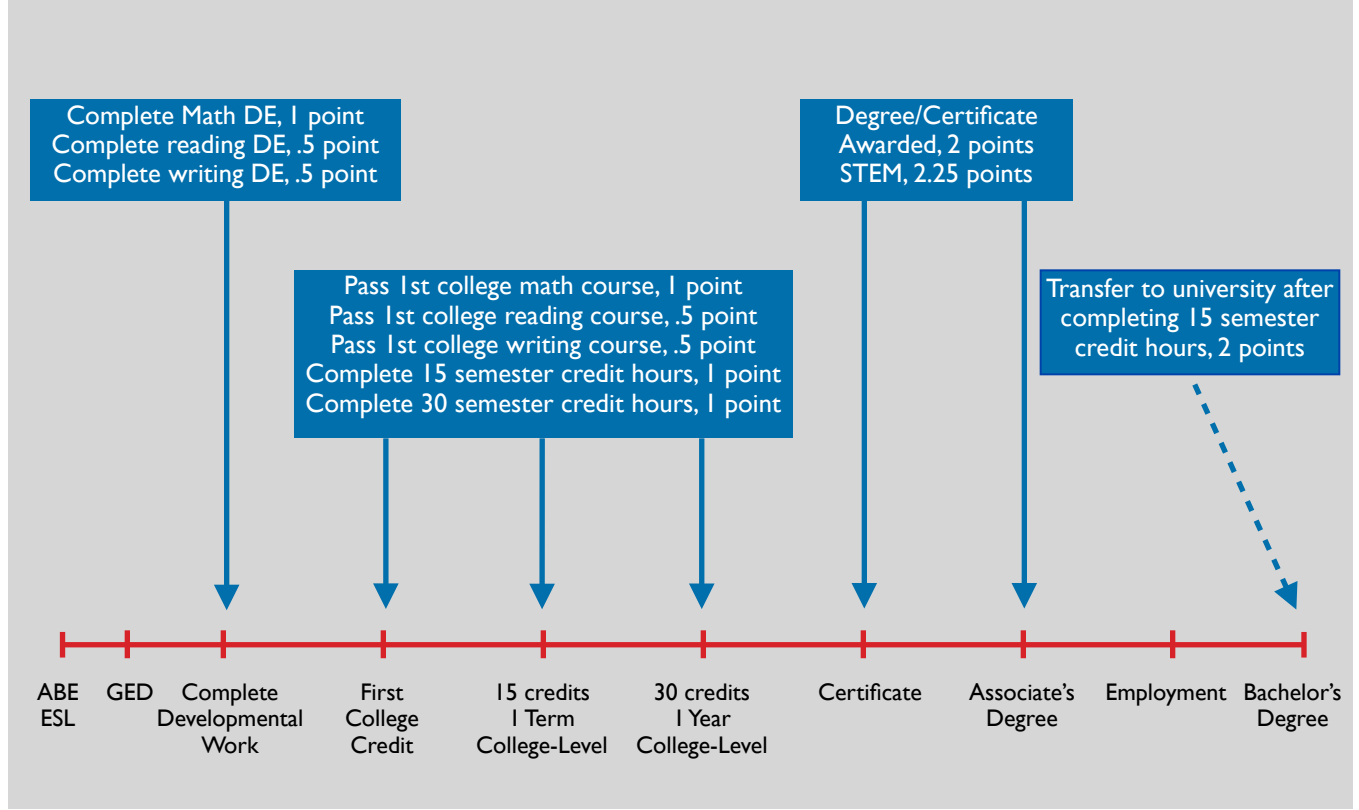 Complete Math DE, 1 point
Complete reading DE, .5 point
Complete writing DE, .5 point
Degree/Certificate
Awarded, 2 points
STEM, 2.25 points
Pass 1st college math course, 1 point
Pass 1st college reading course, .5 point
Pass 1st college writing course, .5 point
Complete 15 semester credit hours, 1 point
Complete 30 semester credit hours, 1 point
Transfer to university after
completing 15 semester
credit hours, 2 points
ABE
ESL
GED
Complete
Developmental
Work
First
College
Credit
15 credits
1 Term
College-Level
30 credits
1 Year
College-Level
Certificate
Associate's
Degree
Employment
Bachelor's
Degree